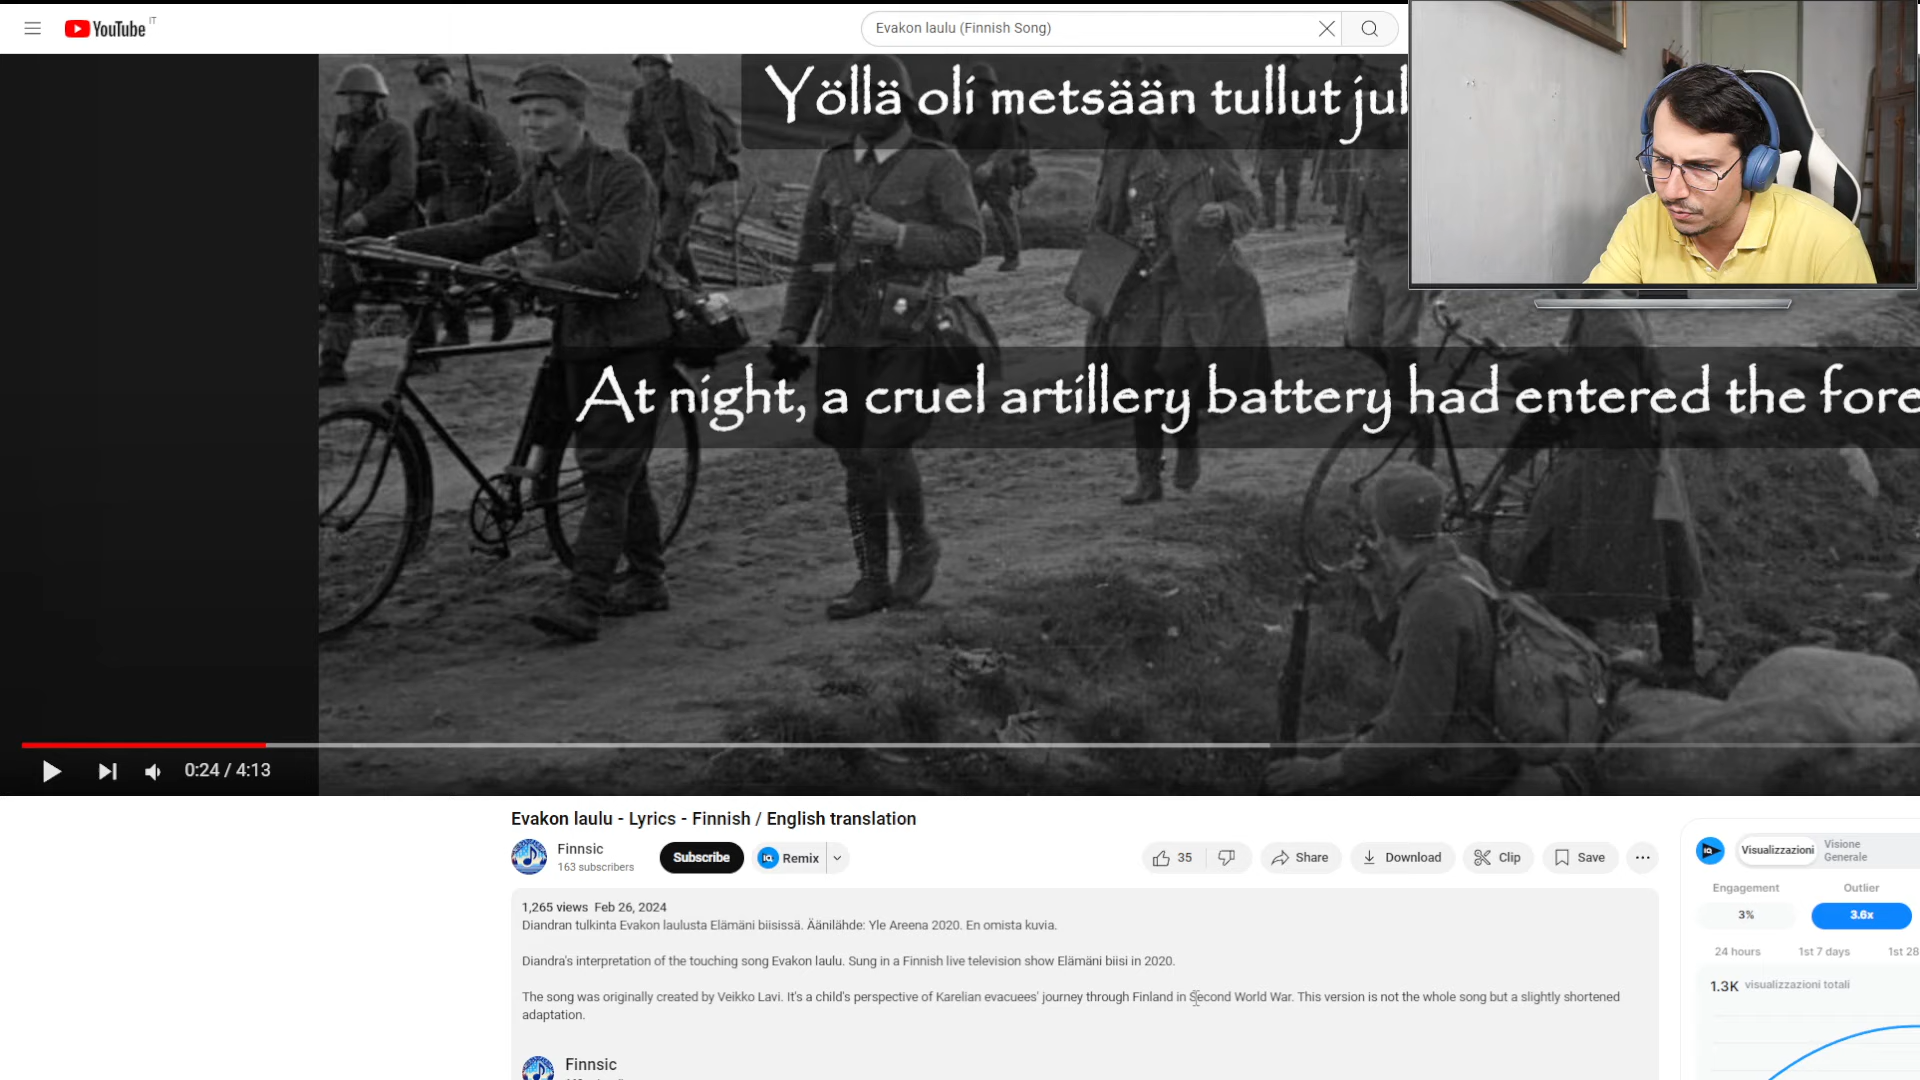 YouTube IT
Evakon laulu (Finnish Song)
Yöllä oli metsään tullut
At night, a cruel artillery battery had entered the
0:24 / 4:13
Evakon laulu - Lyrics - Finnish / English translation
Finnsic
163 subscribers
Subscribe
Remix
35
Share
Download
Clip
Save
1,265 views Feb 26, 2024
Diandran tulkinta Evakon laulusta Elämäni biisissä. Äänilähde: Yle Areena 2020. En omista kuvia.
Diandra's interpretation of the touching song Evakon laulu. Sung in a Finnish live television show Elämäni biisi in 2020.
The song was originally created by Veikko Lavi. It's a child's perspective of Karelian evacuees' journey through Finland in Second World War. This version is not the whole song but a slightly shortened
adaptation.
Finnsic
Visualizzazioni
Visione
Generale
Engagement
Outlier
3%
3.6x
24 hours
1st 7 days
1st 28
1.3K visualizzazioni totali